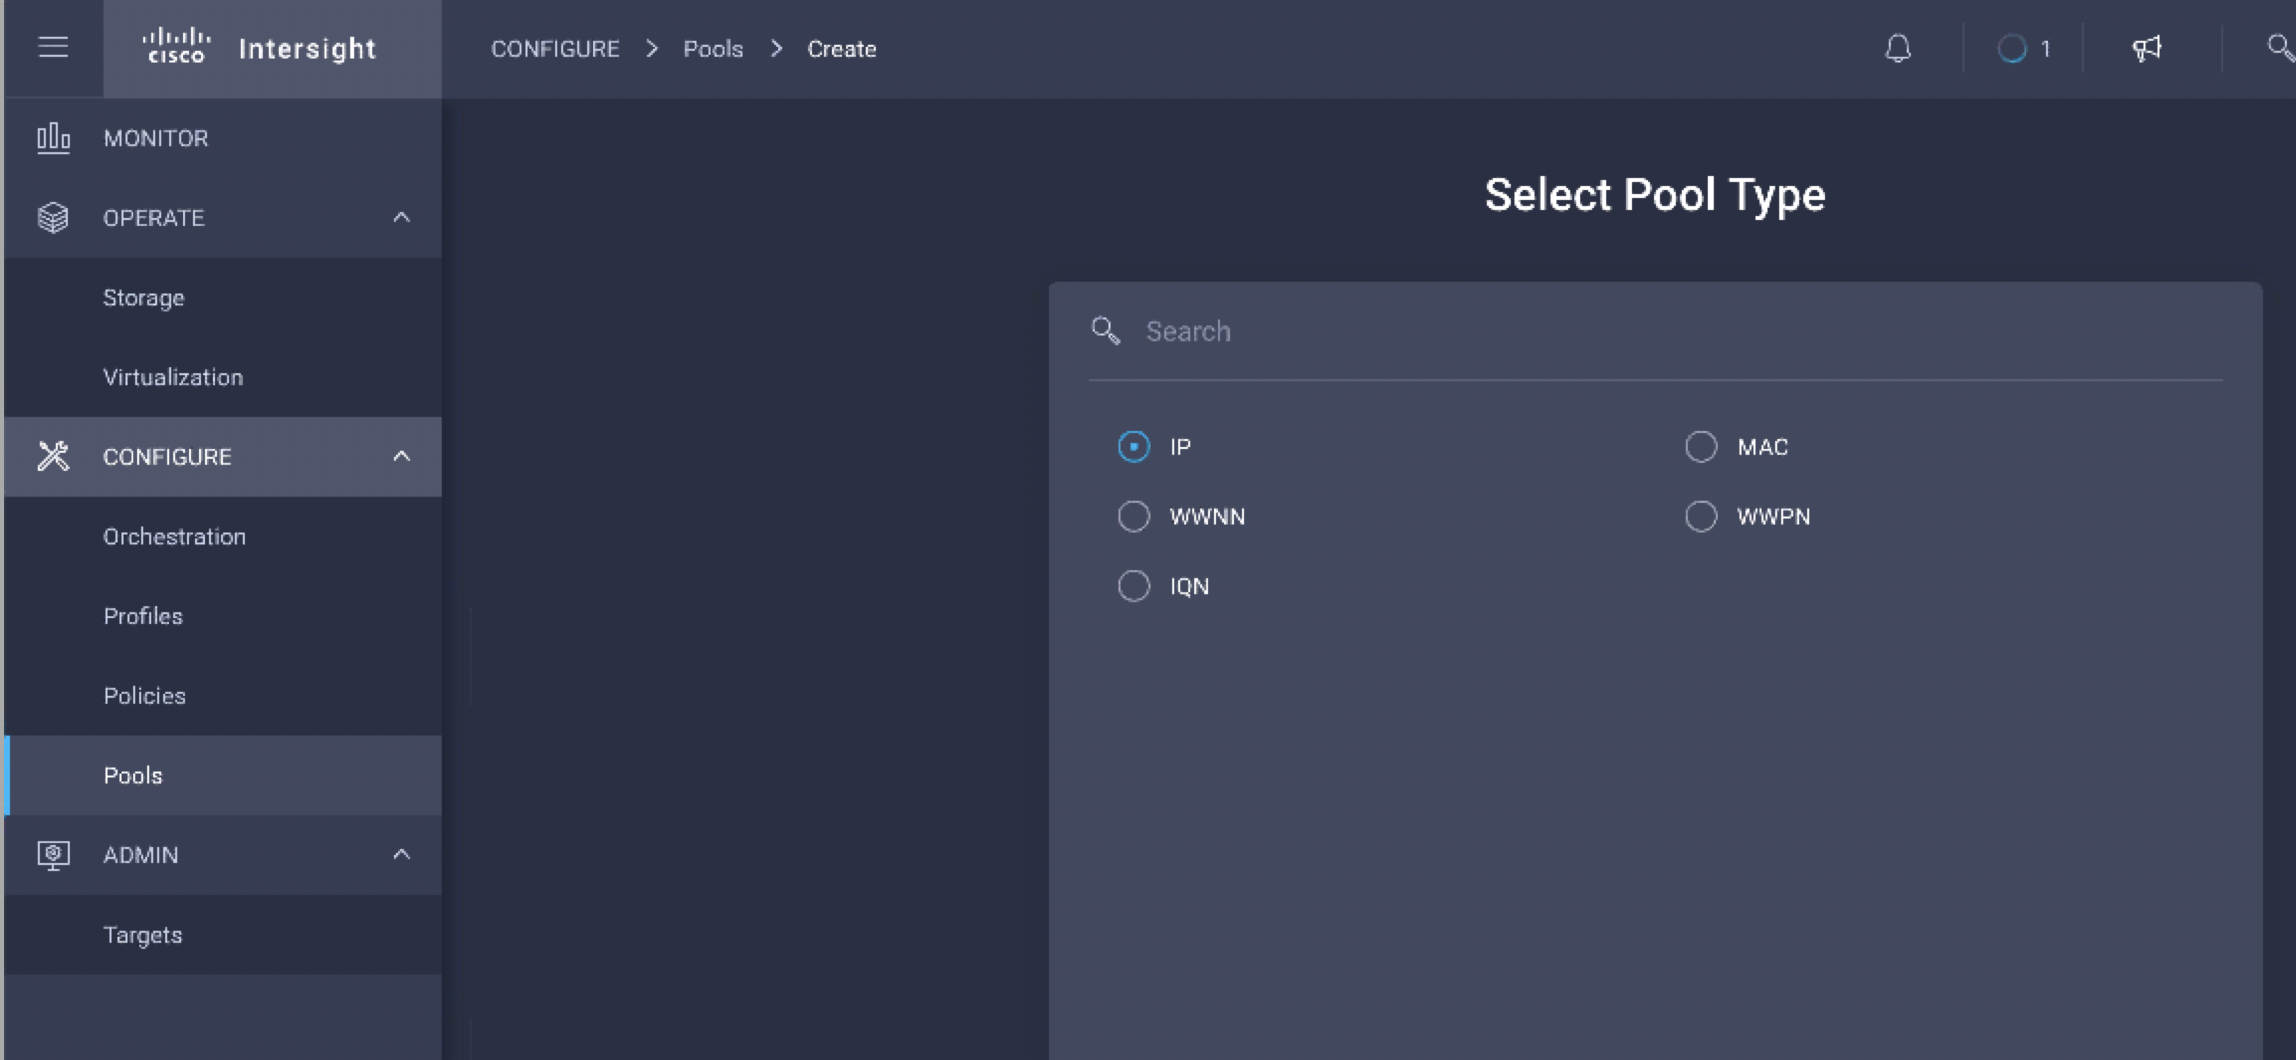 CISCO Intersight
CONFIGURE > Pools > Create
1
MONITOR
OPERATE
Storage
Virtualization
CONFIGURE
Orchestration
Profiles
Policies
Pools
ADMIN
Targets
Select Pool Type
Search
IP
MAC
WWNN
WWPN
IQN